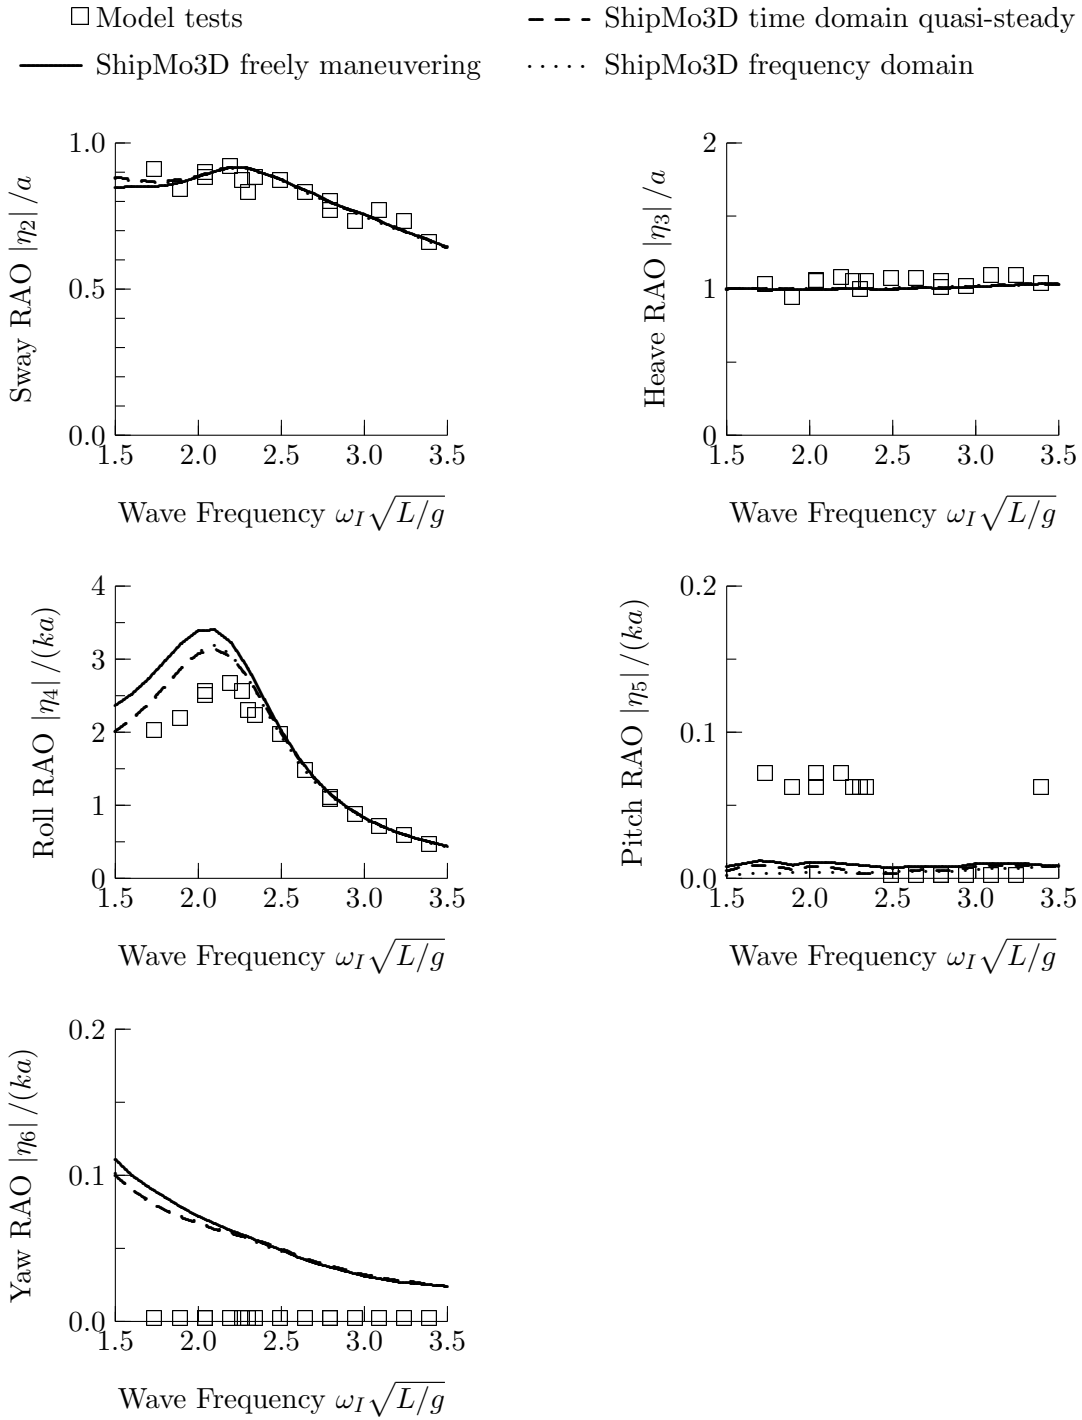 Model tests
ShipMo3D time domain quasi-steady
ShipMo3D freely maneuvering
ShipMo3D frequency domain
1.0
0.5
0.0
1.5 2.0 2.5 3.0 3.5
Sway RAO |η2|/a
Wave Frequency ωI√L/g
2
1
0
1.5 2.0 2.5 3.0 3.5
Heave RAO |η3|/a
Wave Frequency ωI√L/g
4
3
2
1
0
1.5 2.0 2.5 3.0 3.5
Roll RAO |η4|/(ka)
Wave Frequency ωI√L/g
0.2
0.1
0.0
1.5 2.0 2.5 3.0 3.5
Pitch RAO |η5|/(ka)
Wave Frequency ωI√L/g
0.2
0.1
0.0
1.5 2.0 2.5 3.0 3.5
Yaw RAO |η6|/(ka)
Wave Frequency ωI√L/g